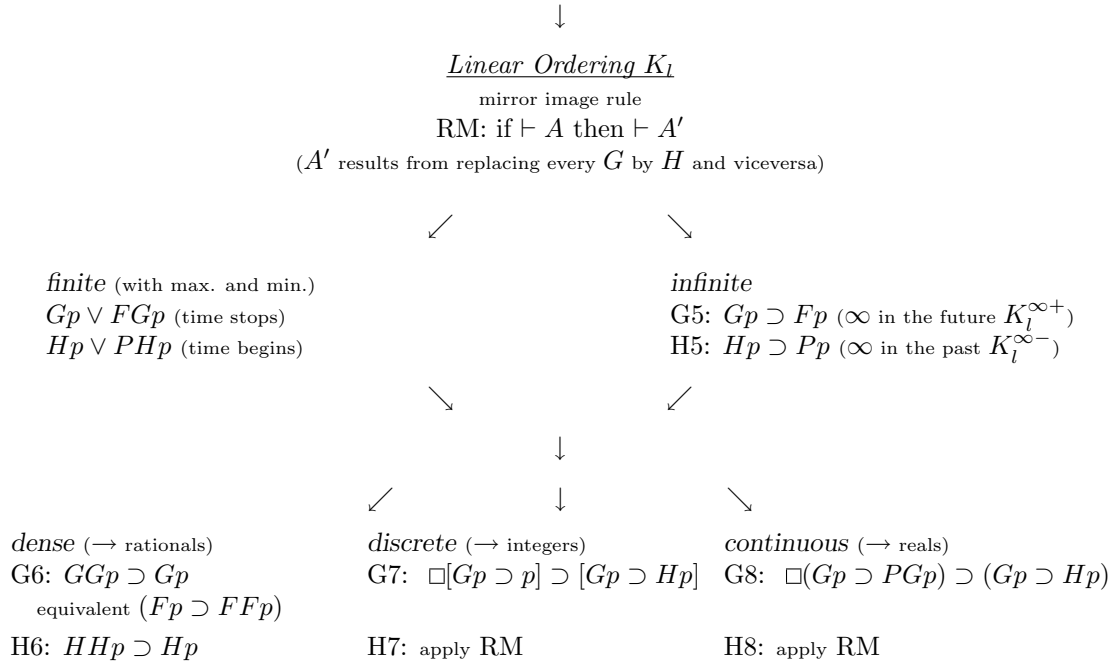 ↓
Linear Ordering K_l
mirror image rule
RM: if ⊢ A then ⊢ A′
(A′ results from replacing every G by H and viceversa)
↙ ↘
finite (with max. and min.)
Gp ∨ FGp (time stops)
Hp ∨ PHp (time begins)
infinite
G5: Gp ⊃ Fp (∞ in the future K_l^{∞+})
H5: Hp ⊃ Pp (∞ in the past K_l^{∞−})
↘ ↙
↓
↙ ↓ ↘
dense (→ rationals)
G6: GGp ⊃ Gp
equivalent (Fp ⊃ FFp)
H6: HHp ⊃ Hp
discrete (→ integers)
G7: □[Gp ⊃ p] ⊃ [Gp ⊃ Hp]
H7: apply RM
continuous (→ reals)
G8: □(Gp ⊃ PGp) ⊃ (Gp ⊃ Hp)
H8: apply RM